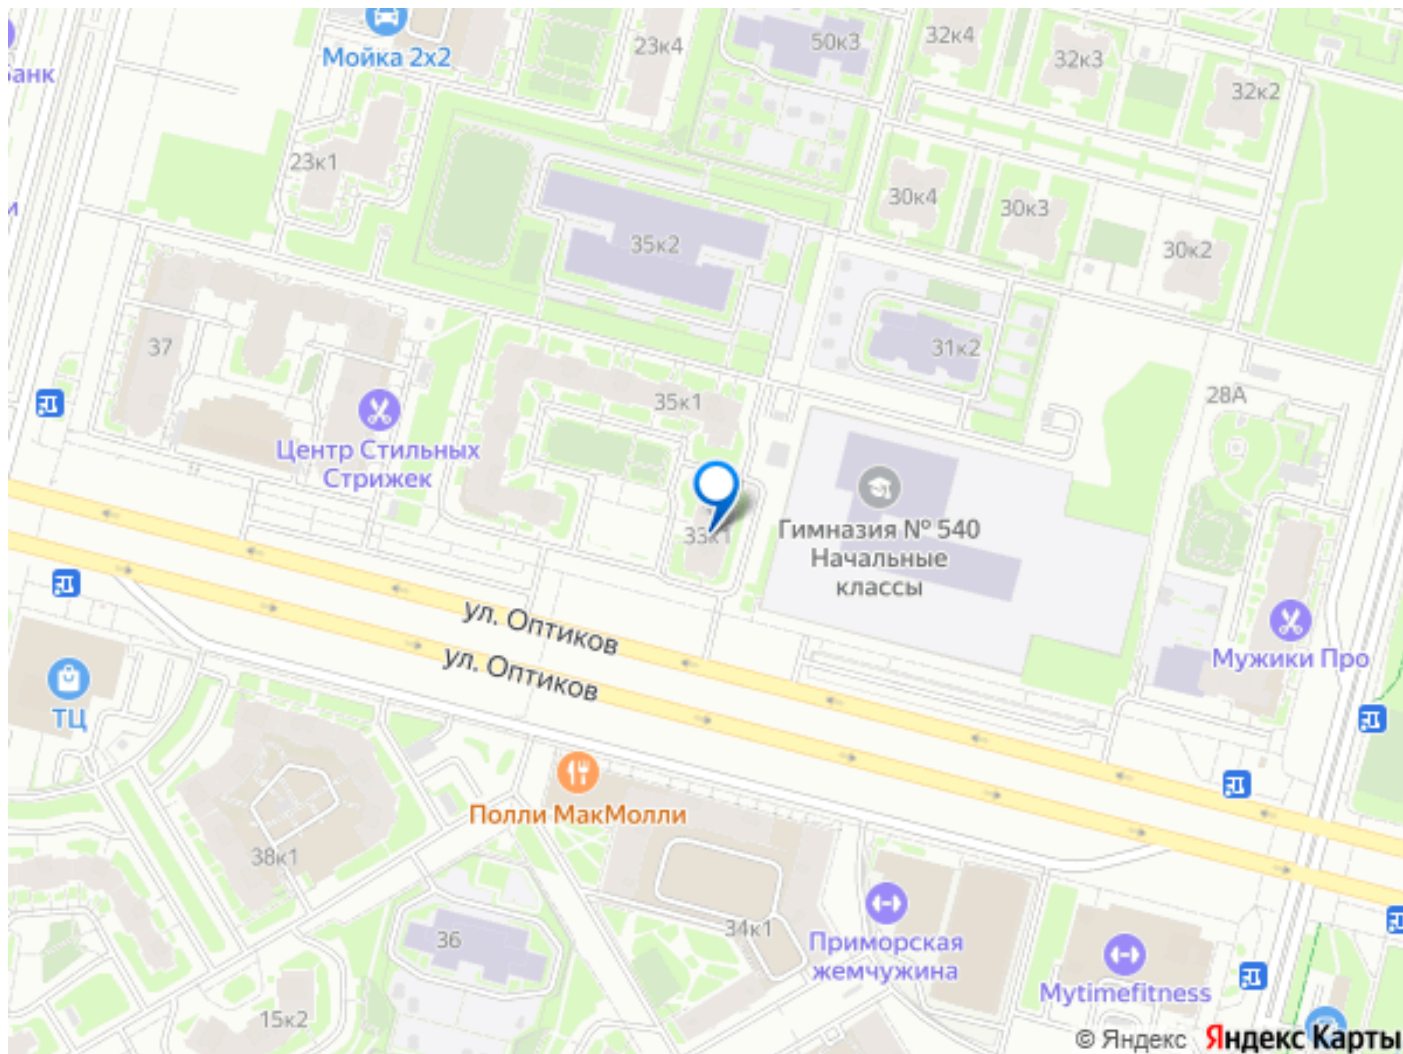 Мойка 2х2
23к4
50к3
32к4
32к3
32к2
банк
23к1
30к4
30к3
30к2
и
35к2
31к2
37
35к1
28А
Центр Стильных
Стрижек
33к1
Гимназия № 540
Начальные
классы
ул. Оптиков
ул. Оптиков
Мужики Про
ТЦ
Полли МакМолли
38к1
34к1
36
Приморская
жемчужина
Mytimefitness
15к2
© Яндекс Яндекс Карты